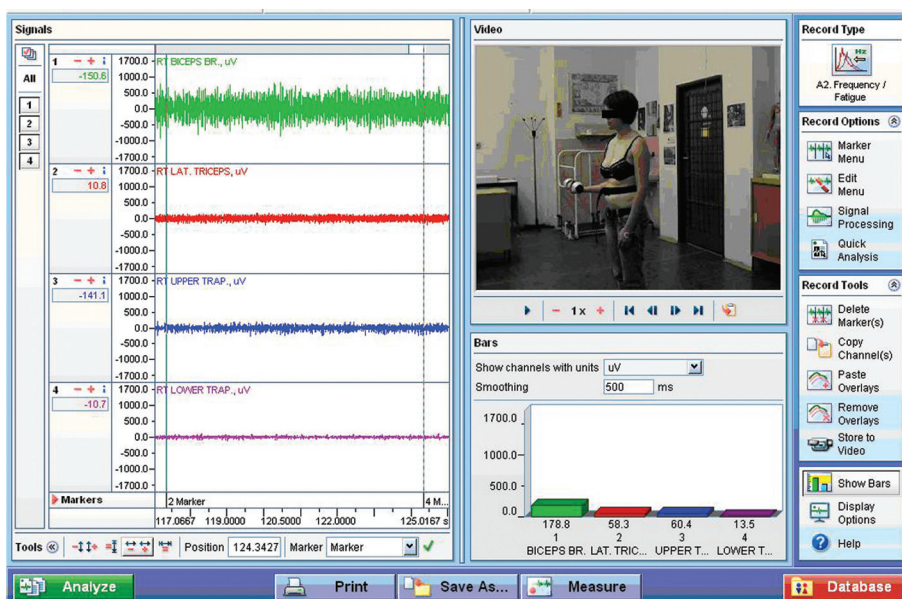 Signals
All
1
2
3
4
1 - + i
-150.6
1700.0
1000.0
500.0
0.0
-500.0
-1000.0
-1700.0
RT BICEPS BR., uV
2 - + i
10.8
1700.0
1000.0
500.0
0.0
-500.0
-1000.0
-1700.0
RT LAT. TRICEPS, uV
3 - + i
-141.1
1700.0
1000.0
500.0
0.0
-500.0
-1000.0
-1700.0
RT UPPER TRAP., uV
4 - + i
-10.7
1700.0
1000.0
500.0
0.0
-500.0
-1000.0
-1700.0
RT LOWER TRAP., uV
Markers
2 Marker
4 M...
117.0667 119.0000 120.5000 122.0000 125.0167 s
Tools
Position 124.3427 Marker Marker
Video
- 1 x +
Bars
Show channels with units uV
Smoothing 500 ms
1700.0
1000.0
500.0
0.0
178.8 58.3 60.4 13.5
1 2 3 4
BICEPS BR. LAT. TRIC... UPPER T... LOWER T...
Record Type
Hz
A2. Frequency /
Fatigue
Record Options
Marker
Menu
Edit
Menu
Signal
Processing
Quick
Analysis
Record Tools
Delete
Marker(s)
Copy
Channel(s)
Paste
Overlays
Remove
Overlays
Store to
Video
Show Bars
Display
Options
Help
Analyze
Print
Save As...
Measure
Database